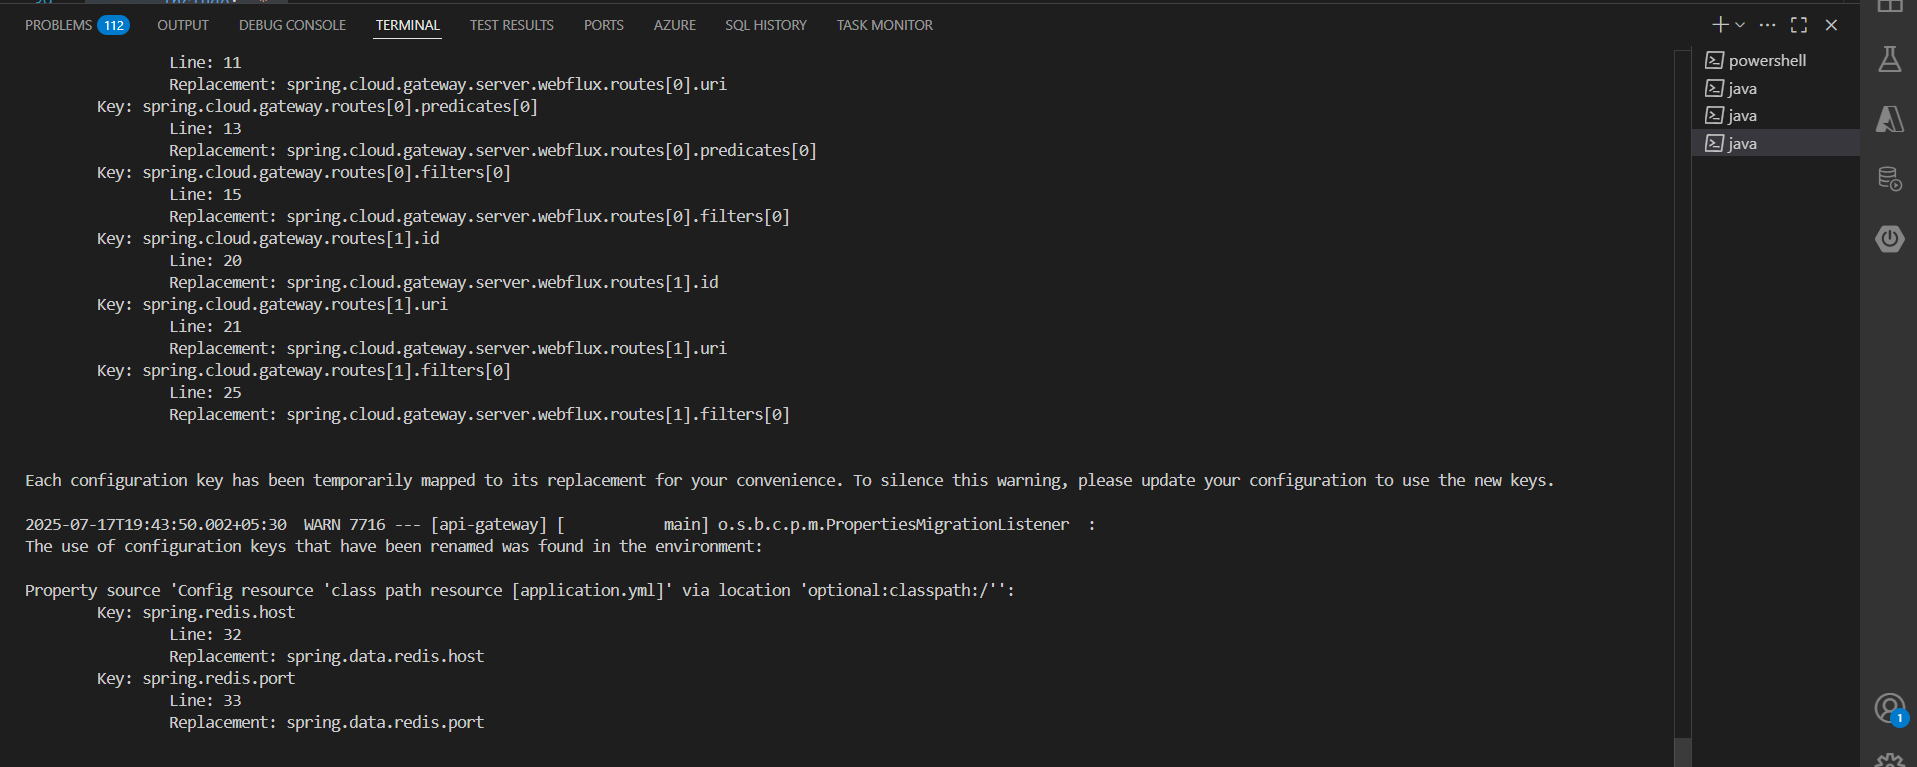 PROBLEMS 112 OUTPUT DEBUG CONSOLE TERMINAL TEST RESULTS PORTS AZURE SQL HISTORY TASK MONITOR
Line: 11
Replacement: spring.cloud.gateway.server.webflux.routes[0].uri
Key: spring.cloud.gateway.routes[0].predicates[0]
Line: 13
Replacement: spring.cloud.gateway.server.webflux.routes[0].predicates[0]
Key: spring.cloud.gateway.routes[0].filters[0]
Line: 15
Replacement: spring.cloud.gateway.server.webflux.routes[0].filters[0]
Key: spring.cloud.gateway.routes[1].id
Line: 20
Replacement: spring.cloud.gateway.server.webflux.routes[1].id
Key: spring.cloud.gateway.routes[1].uri
Line: 21
Replacement: spring.cloud.gateway.server.webflux.routes[1].uri
Key: spring.cloud.gateway.routes[1].filters[0]
Line: 25
Replacement: spring.cloud.gateway.server.webflux.routes[1].filters[0]
Each configuration key has been temporarily mapped to its replacement for your convenience. To silence this warning, please update your configuration to use the new keys.
2025-07-17T19:43:50.002+05:30  WARN 7716 --- [api-gateway] [           main] o.s.b.c.p.m.PropertiesMigrationListener  :
The use of configuration keys that have been renamed was found in the environment:
Property source 'Config resource 'class path resource [application.yml]' via location 'optional:classpath:/'':
Key: spring.redis.host
Line: 32
Replacement: spring.data.redis.host
Key: spring.redis.port
Line: 33
Replacement: spring.data.redis.port
powershell
java
java
java
1